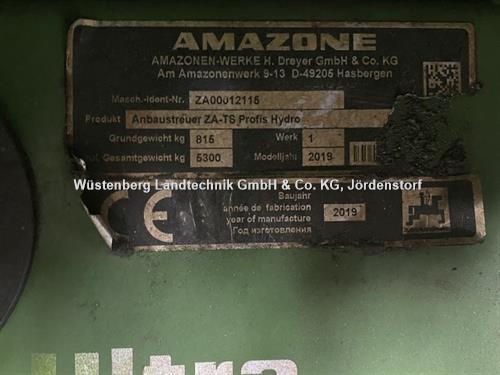 AMAZONE
AMAZONEN-WERKE H. Dreyer GmbH & Co. KG
Am Amazonenwerk 9-13 D-49205 Hasbergen
Masch.-Ident-Nr. ZA00012115
Produkt Anbaustreuer ZA-TS Profis Hydro
Grundgewicht kg 815 Werk 1
zul. Gesamtgewicht kg 5300 Modelljahr 2019
Wüstenberg Landtechnik GmbH & Co. KG, Jördenstorf
CE
Baujahr
année de fabrication
year of manufacture
Год изготовления
2019
Ultra